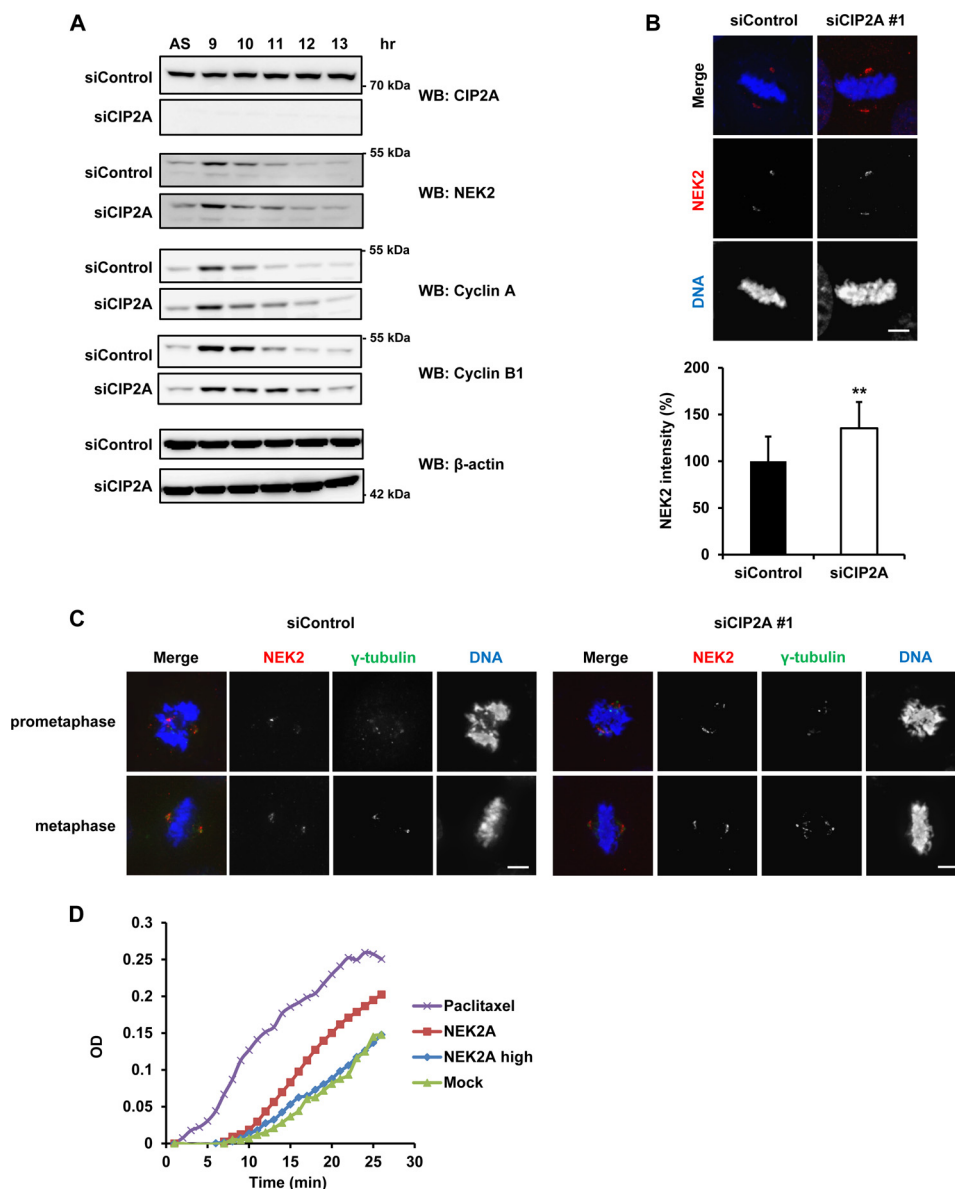 A
AS 9 10 11 12 13 hr
siControl
70 kDa
WB: CIP2A
siCIP2A
55 kDa
siControl
WB: NEK2
siCIP2A
55 kDa
siControl
WB: Cyclin A
siCIP2A
55 kDa
siControl
WB: Cyclin B1
siCIP2A
siControl
WB: β-actin
siCIP2A
42 kDa
B
siControl siCIP2A #1
Merge
NEK2
DNA
200
150
100
50
0
NEK2 intensity (%)
**
siControl siCIP2A
C
siControl siCIP2A #1
Merge NEK2 γ-tubulin DNA Merge NEK2 γ-tubulin DNA
prometaphase
metaphase
D
0.3
0.25
0.2
0.15
0.1
0.05
0
OD
0 5 10 15 20 25 30
Time (min)
Paclitaxel
NEK2A
NEK2A high
Mock